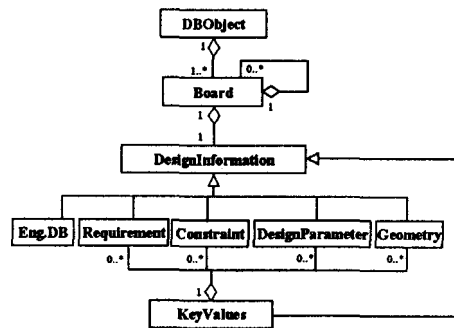 DBObject
1
1..*
0..*
Board
1
1
1
DesignInformation
Eng.DB
Requirement
Constraint
DesignParameter
Geometry
0..*
0..*
0..*
0..*
1
KeyValues